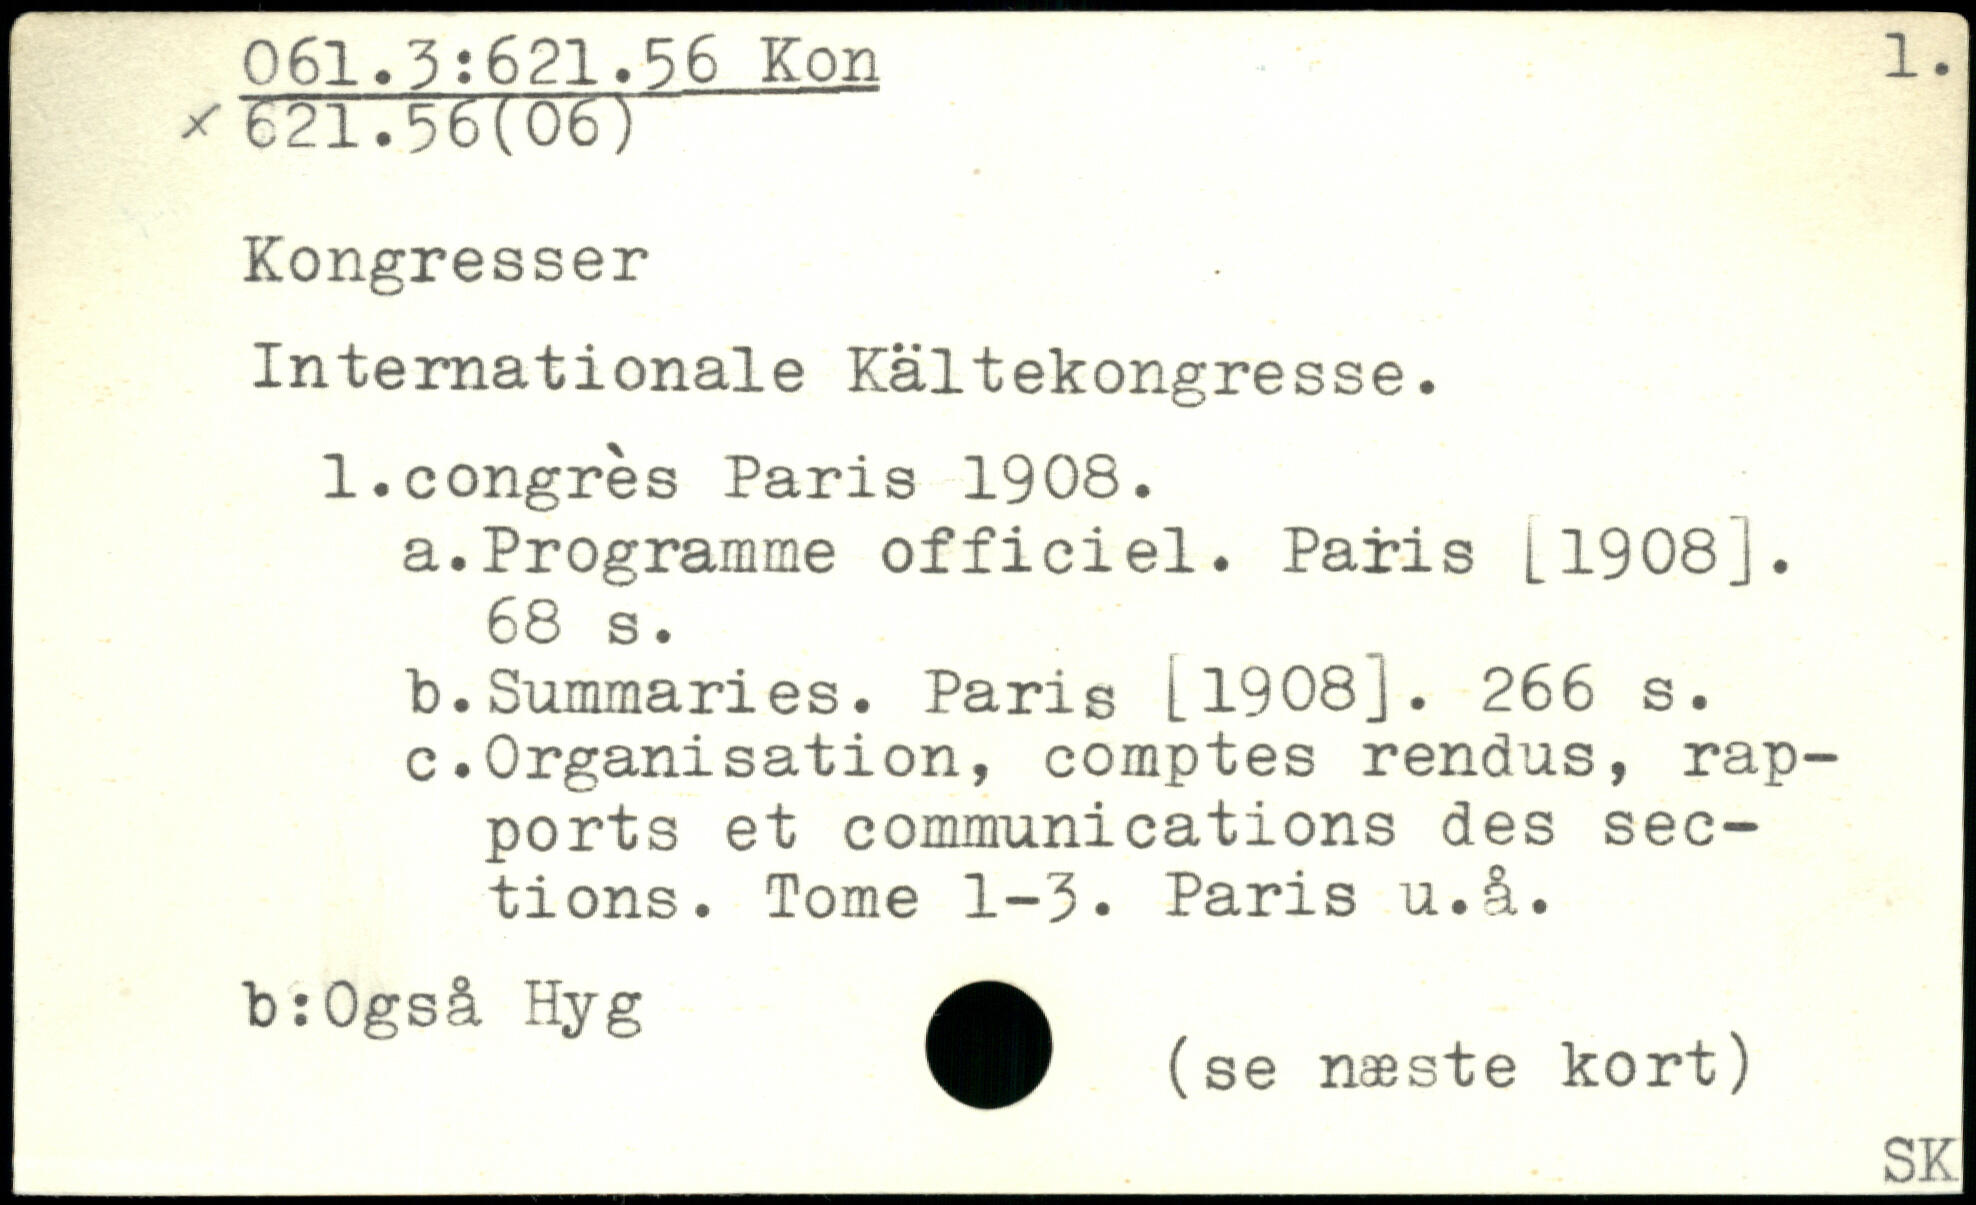 061.3:621.56 Kon 1.
x 621.56(06)
Kongresser
Internationale Kältekongresse.
1.congrès Paris 1908.
a.Programme officiel. Paris [1908].
68 s.
b.Summaries. Paris [1908]. 266 s.
c.Organisation, comptes rendus, rap-
ports et communications des sec-
tions. Tome 1-3. Paris u.å.
b:Også Hyg
(se næste kort)
SK